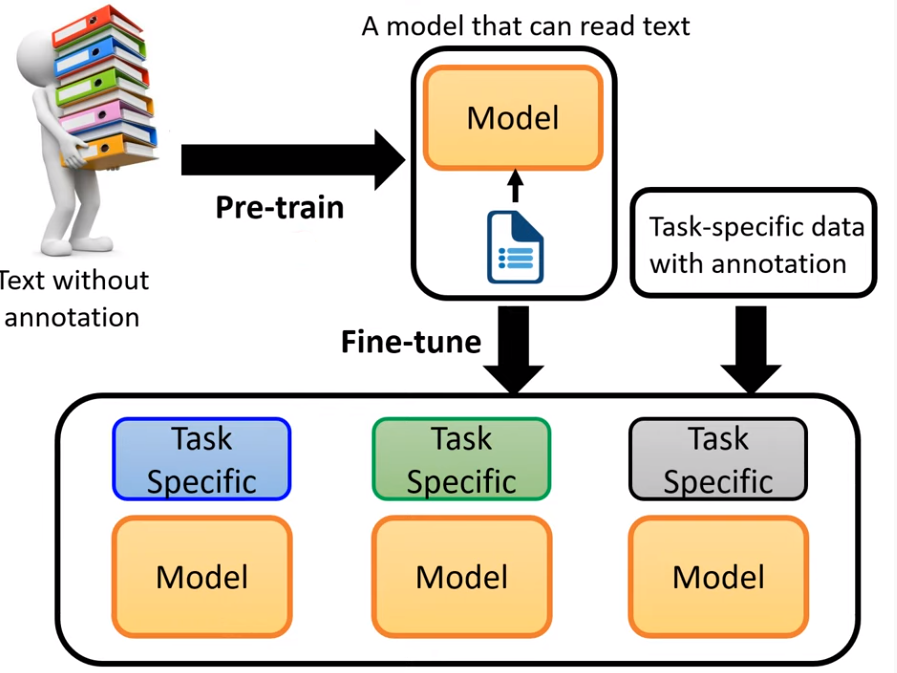 A model that can read text
Model
Pre-train
Text without
annotation
Task-specific data
with annotation
Fine-tune
Task
Specific
Task
Specific
Task
Specific
Model
Model
Model